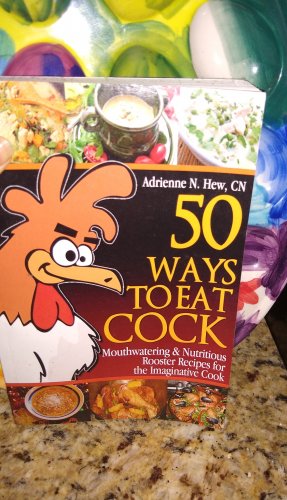 Adrienne N. Hew, CN
50
WAYS
TO EAT
COCK
Mouthwatering & Nutritious
Rooster Recipes for
the Imaginative Cook